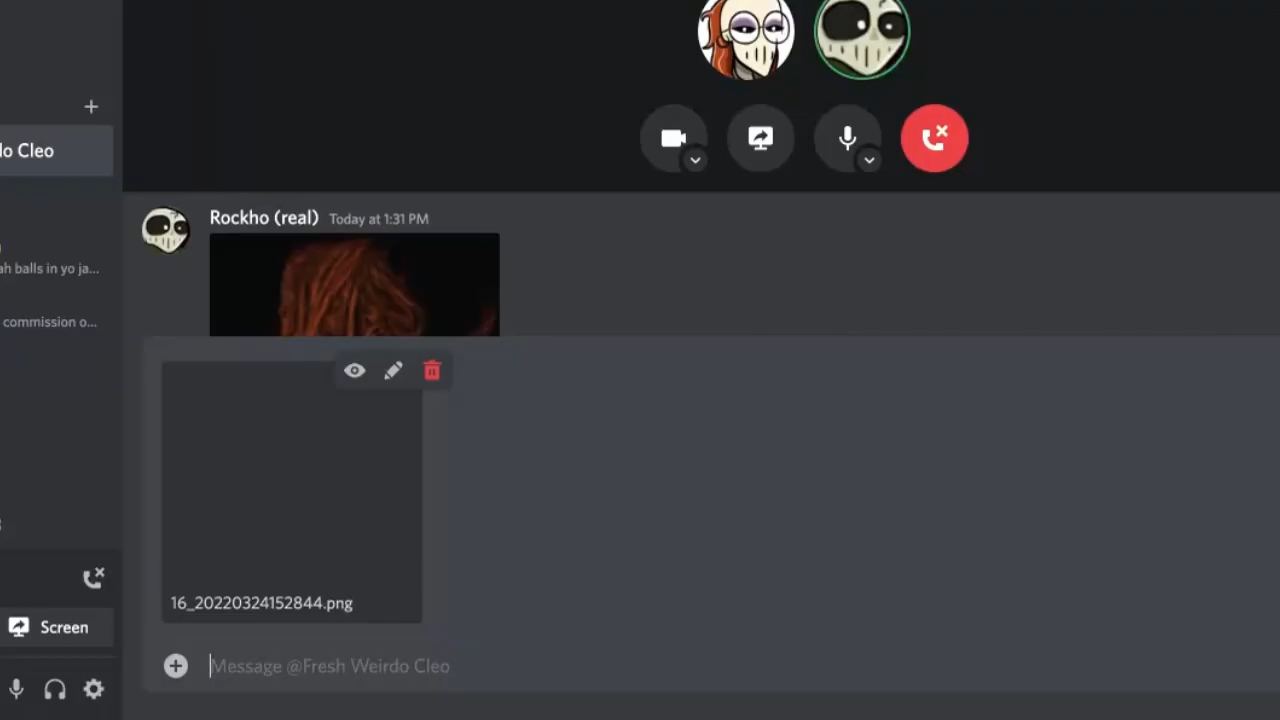 lo Cleo
Rockho (real) Today at 1:31 PM
ah balls in yo ja...
commission o...
16_20220324152844.png
Screen
Message @Fresh Weirdo Cleo